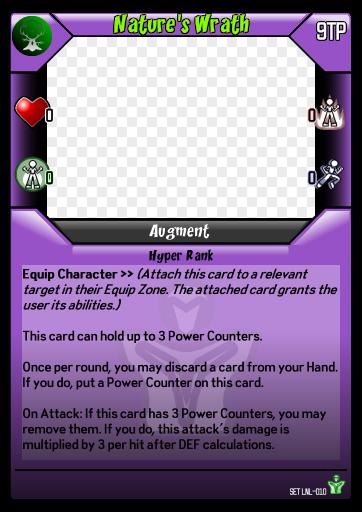 Nature's Wrath
9TP
0
0
0
0
Augment
Hyper Rank
Equip Character >> (Attach this card to a relevant
target in their Equip Zone. The attached card grants the
user its abilities.)
This card can hold up to 3 Power Counters.
Once per round, you may discard a card from your Hand.
If you do, put a Power Counter on this card.
On Attack: If this card has 3 Power Counters, you may
remove them. If you do, this attack's damage is
multiplied by 3 per hit after DEF calculations.
SET LNL-010